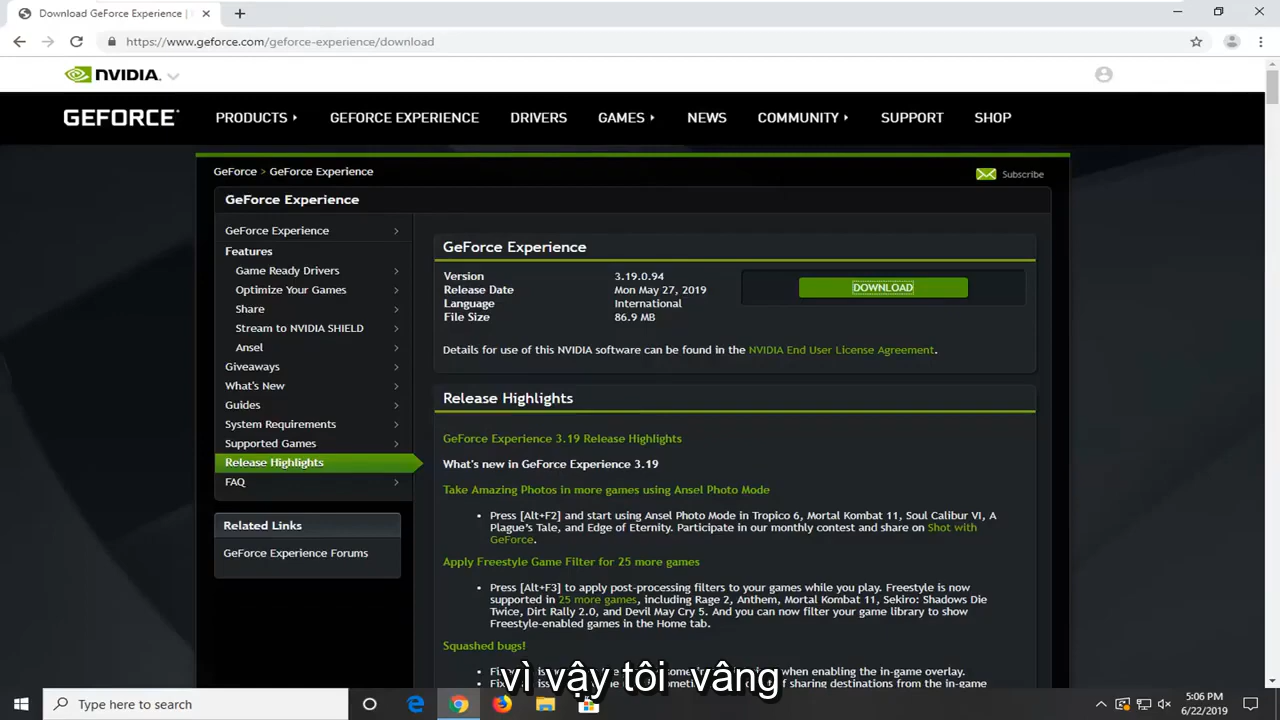 Download GeForce Experience |
https://www.geforce.com/geforce-experience/download
NVIDIA.
GEFORCE
PRODUCTS
GEFORCE EXPERIENCE
DRIVERS
GAMES
NEWS
COMMUNITY
SUPPORT
SHOP
GeForce > GeForce Experience
Subscribe
GeForce Experience
GeForce Experience
Features
Game Ready Drivers
Optimize Your Games
Share
Stream to NVIDIA SHIELD
Ansel
Giveaways
What's New
Guides
System Requirements
Supported Games
Release Highlights
FAQ
Related Links
GeForce Experience Forums
GeForce Experience
Version 3.19.0.94
Release Date Mon May 27, 2019
Language International
File Size 86.9 MB
DOWNLOAD
Details for use of this NVIDIA software can be found in the NVIDIA End User License Agreement.
Release Highlights
GeForce Experience 3.19 Release Highlights
What's new in GeForce Experience 3.19
Take Amazing Photos in more games using Ansel Photo Mode
• Press [Alt+F2] and start using Ansel Photo Mode in Tropico 6, Mortal Kombat 11, Soul Calibur VI, A
Plague's Tale, and Edge of Eternity. Participate in our monthly contest and share on Shot with
GeForce.
Apply Freestyle Game Filter for 25 more games
• Press [Alt+F3] to apply post-processing filters to your games while you play. Freestyle is now
supported in 25 more games, including Rage 2, Anthem, Mortal Kombat 11, Sekiro: Shadows Die
Twice, Dirt Rally 2.0, and Devil May Cry 5. And you can now filter your game library to show
Freestyle-enabled games in the Home tab.
Squashed bugs!
when enabling the in-game overlay.
of sharing destinations from the in-game
vì vậy tôi vâng
Type here to search
5:06 PM
6/22/2019